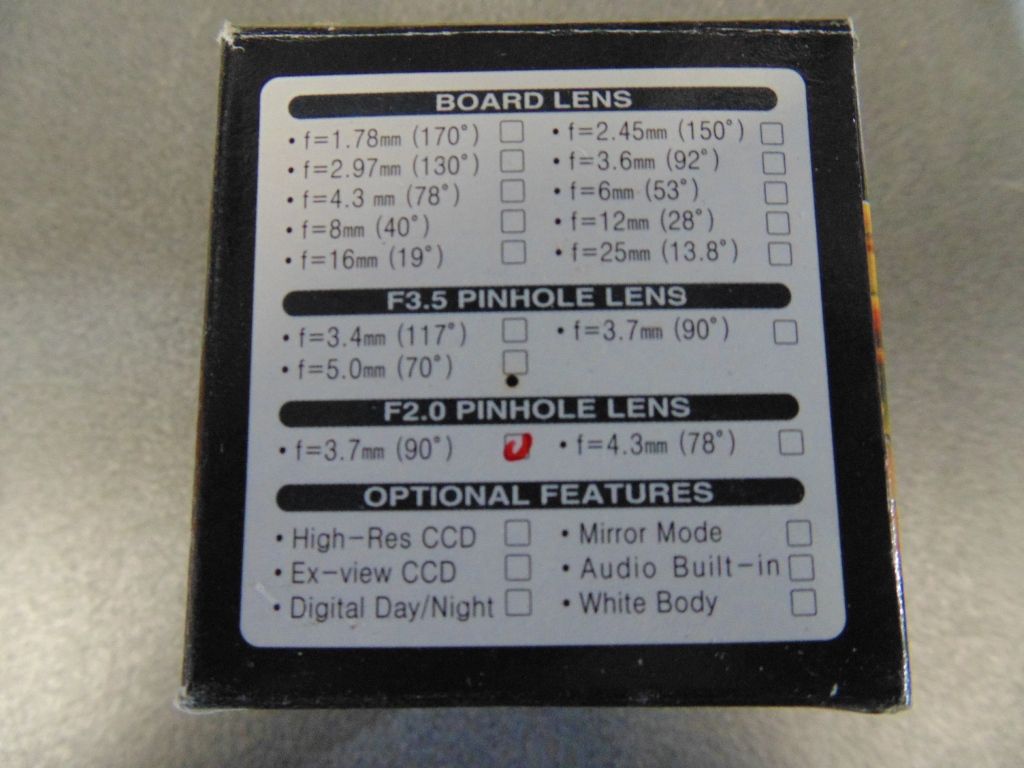 BOARD LENS
• f=1.78mm (170°) • f=2.45mm (150°)
• f=2.97mm (130°) • f=3.6mm (92°)
• f=4.3 mm (78°) • f=6mm (53°)
• f=8mm (40°) • f=12mm (28°)
• f=16mm (19°) • f=25mm (13.8°)
F3.5 PINHOLE LENS
• f=3.4mm (117°) • f=3.7mm (90°)
• f=5.0mm (70°)
F2.0 PINHOLE LENS
• f=3.7mm (90°) • f=4.3mm (78°)
OPTIONAL FEATURES
• High-Res CCD • Mirror Mode
• Ex-view CCD • Audio Built-in
• Digital Day/Night • White Body